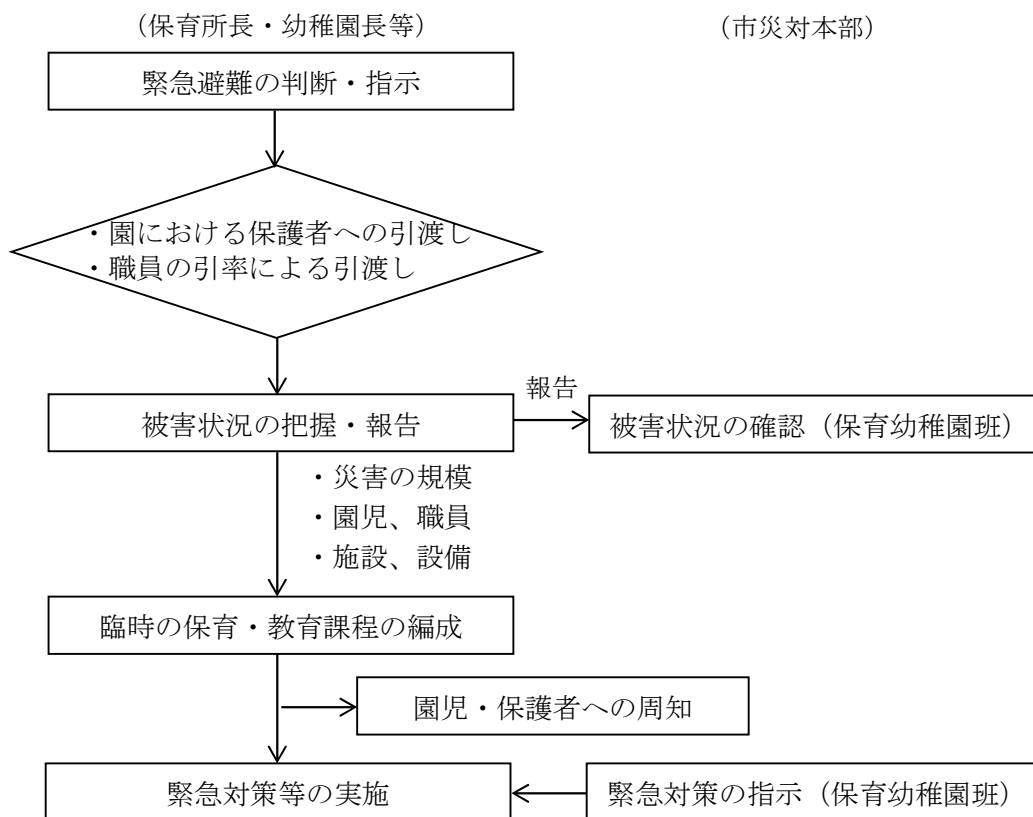 （保育所長・幼稚園長等）
（市災対本部）
緊急避難の判断・指示
・園における保護者への引渡し
・職員の引率による引渡し
報告
被害状況の把握・報告
被害状況の確認（保育幼稚園班）
・災害の規模
・園児、職員
・施設、設備
臨時の保育・教育課程の編成
園児・保護者への周知
緊急対策等の実施
緊急対策の指示（保育幼稚園班）